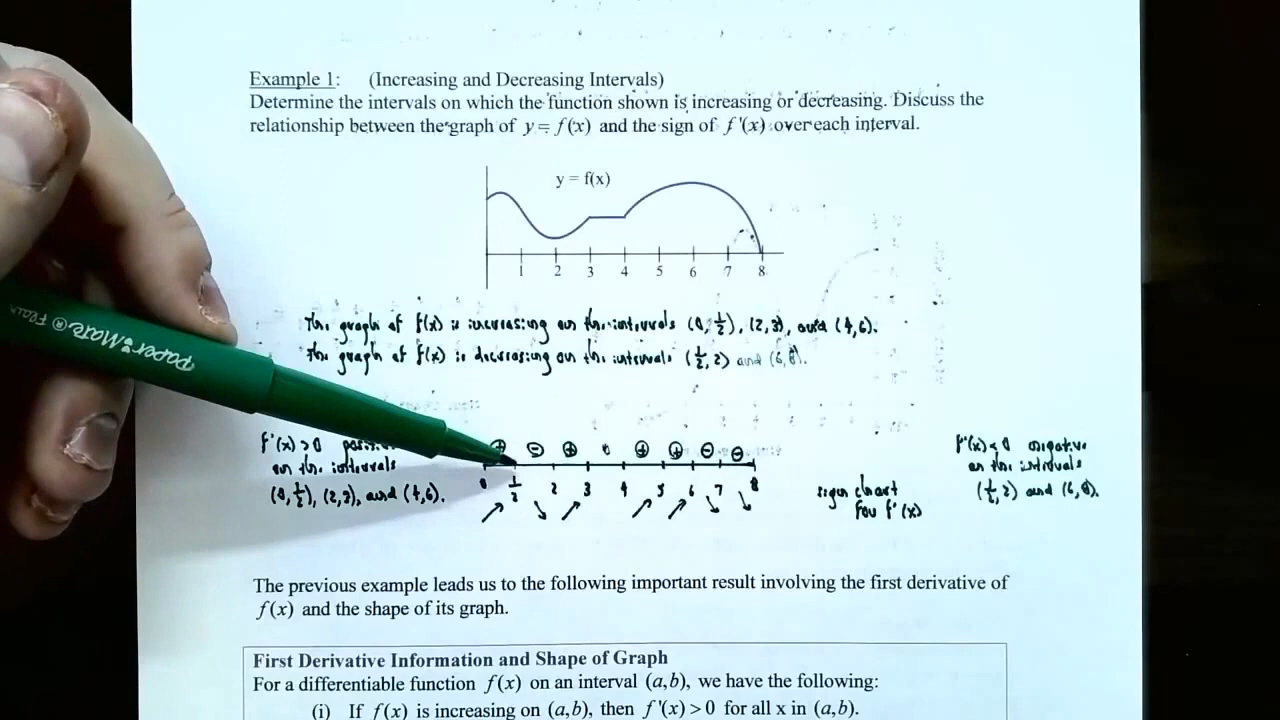 Example 1: (Increasing and Decreasing Intervals)
Determine the intervals on which the function shown is increasing or decreasing. Discuss the
relationship between the graph of y = f(x) and the sign of f '(x) over each interval.
y = f(x)
1 2 3 4 5 6 7 8
The graph of f(x) is increasing on the intervals (0, 1/2), (2,3), and (4,6).
The graph of f(x) is decreasing on the intervals (1/2, 2) and (6,8).
Paper Mate® Flair
f'(x) > 0
on the intervals
(0, 1/2), (2,3), and (4,6).
+ - + 0 + + - -
0 1/2 2 3 4 5 6 7 8
sign chart
for f'(x)
f'(x) < 0 negative
on the intervals
(1/2, 2) and (6, 8).
The previous example leads us to the following important result involving the first derivative of
f(x) and the shape of its graph.
First Derivative Information and Shape of Graph
For a differentiable function f(x) on an interval (a,b), we have the following:
(i) If f(x) is increasing on (a,b), then f '(x) > 0 for all x in (a,b).